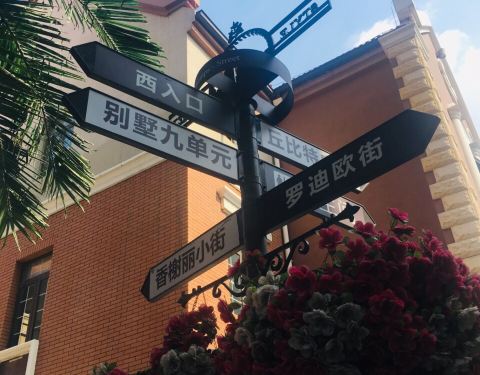 Street
西入口
别墅九单元
丘比特
罗迪欧街
香榭丽小街